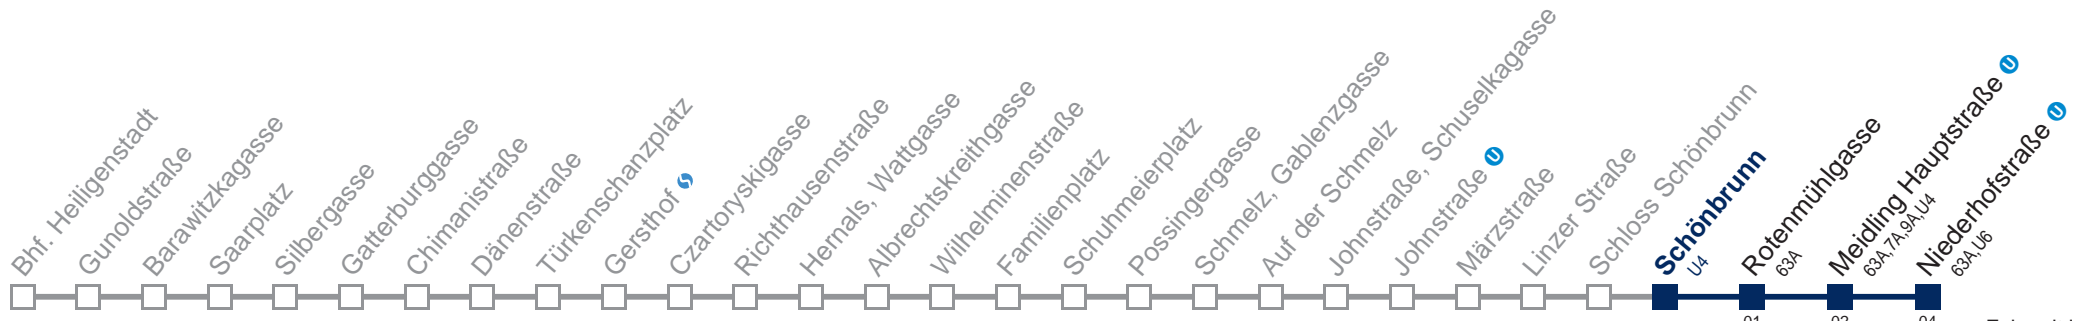 Bhf. Heiligenstadt
Gunoldstraße
Barawitzkagasse
Saarplatz
Silbergasse
Gatterburggasse
Chimanistraße
Dänenstraße
Türkenschanzplatz
Gersthof
Czartoryskigasse
Richthausenstraße
Hernals, Wattgasse
Albrechtskreithgasse
Wilhelminenstraße
Familienplatz
Schuhmeierplatz
Possingergasse
Schmelz, Gablenzgasse
Auf der Schmelz
Johnstraße, Schuselkagasse
Johnstraße U
Märzstraße
Linzer Straße
Schloss Schönbrunn
Schönbrunn
U4
Rotenmühlgasse
63A
Meidling Hauptstraße U
63A,7A,9A,U4
Niederhofstraße U
63A,U6